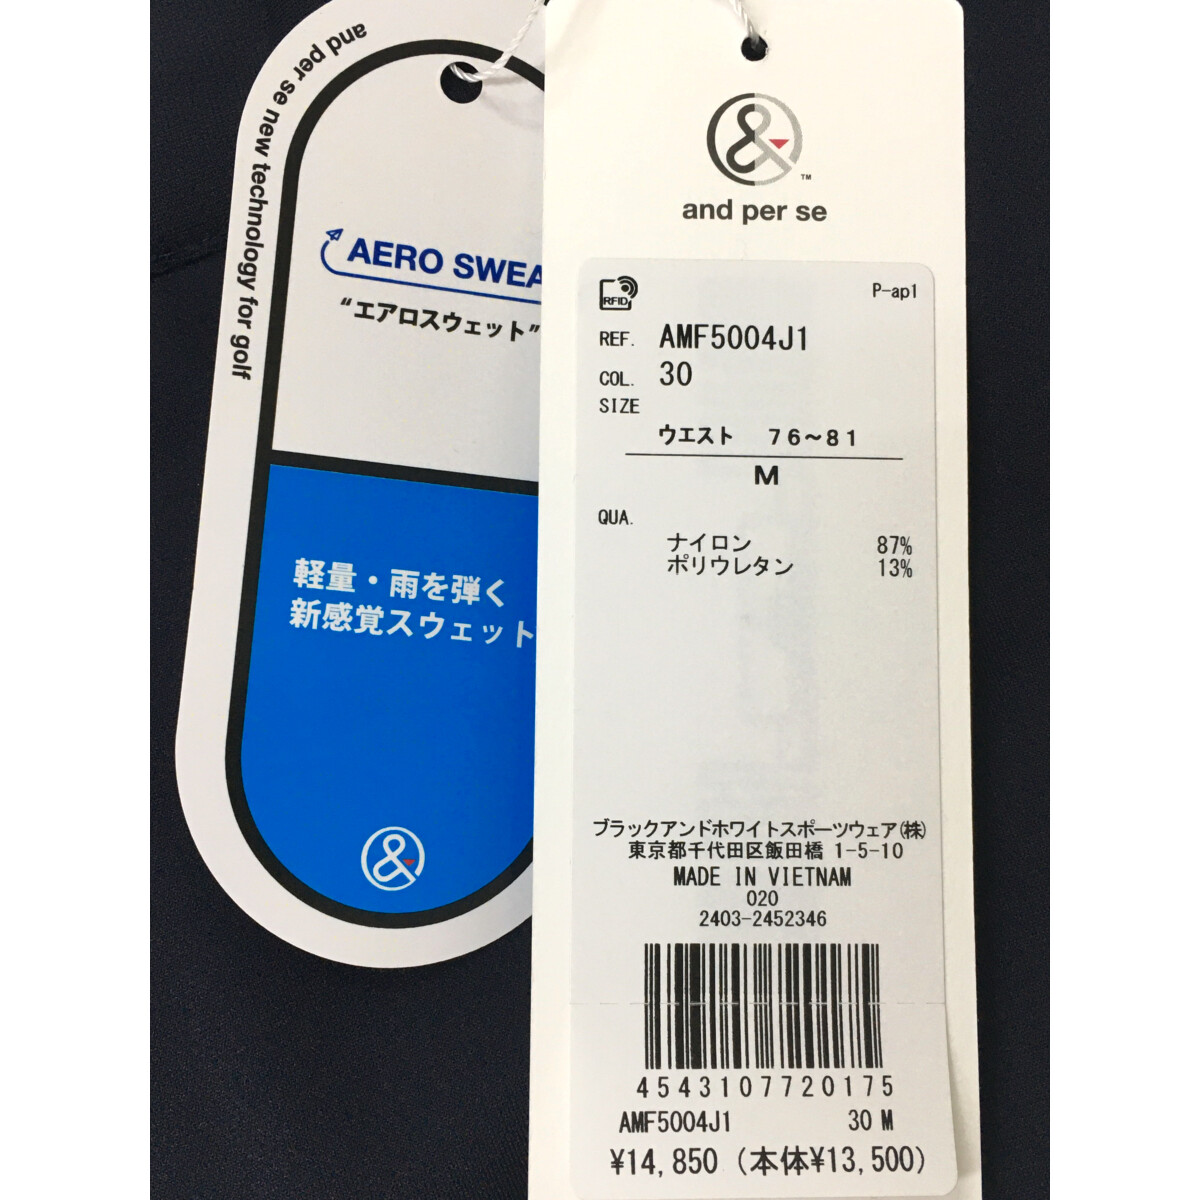 and per se new technology for golf
AERO SWEA
“エアロスウェット”
軽量・雨を弾く
新感覚スウェット
&
&
TM
and per se
RFID
P-ap1
REF. AMF5004J1
COL. 30
SIZE
ウエスト 76~81
M
QUA.
ナイロン 87%
ポリウレタン 13%
ブラックアンドホワイトスポーツウェア(株)
東京都千代田区飯田橋 1-5-10
MADE IN VIETNAM
020
2403-2452346
4543107720175
AMF5004J1 30 M
¥14,850 (本体¥13,500)